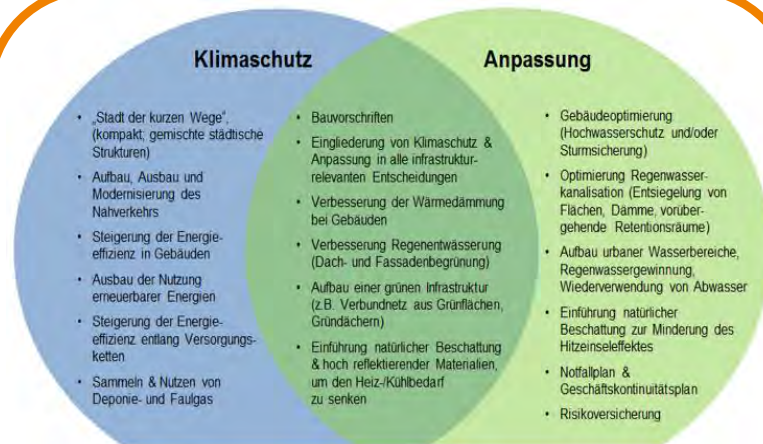 Klimaschutz
• „Stadt der kurzen Wege“,
(kompakt; gemischte städtische
Strukturen)
• Aufbau, Ausbau und
Modernisierung des
Nahverkehrs
• Steigerung der Energie-
effizienz in Gebäuden
• Ausbau der Nutzung
erneuerbarer Energien
• Steigerung der Energie-
effizienz entlang Versorgungs-
ketten
• Sammeln & Nutzen von
Deponie- und Faulgas
• Bauvorschriften
• Eingliederung von Klimaschutz &
Anpassung in alle infrastruktur-
relevanten Entscheidungen
• Verbesserung der Wärmedämmung
bei Gebäuden
• Verbesserung Regenentwässerung
(Dach- und Fassadenbegrünung)
• Aufbau einer grünen Infrastruktur
(z.B. Verbundnetz aus Grünflächen,
Gründächern)
• Einführung natürlicher Beschattung
& hoch reflektierender Materialien,
um den Heiz-/Kühlbedarf
zu senken
Anpassung
• Gebäudeoptimierung
(Hochwasserschutz und/oder
Sturmsicherung)
• Optimierung Regenwasser-
kanalisation (Entsiegelung von
Flächen, Dämme, vorüber-
gehende Retentionsräume)
• Aufbau urbaner Wasserbereiche,
Regenwassergewinnung,
Wiederverwendung von Abwasser
• Einführung natürlicher
Beschattung zur Minderung des
Hitzeinseleffektes
• Notfallplan &
Geschäftskontinuitätsplan
• Risikoversicherung